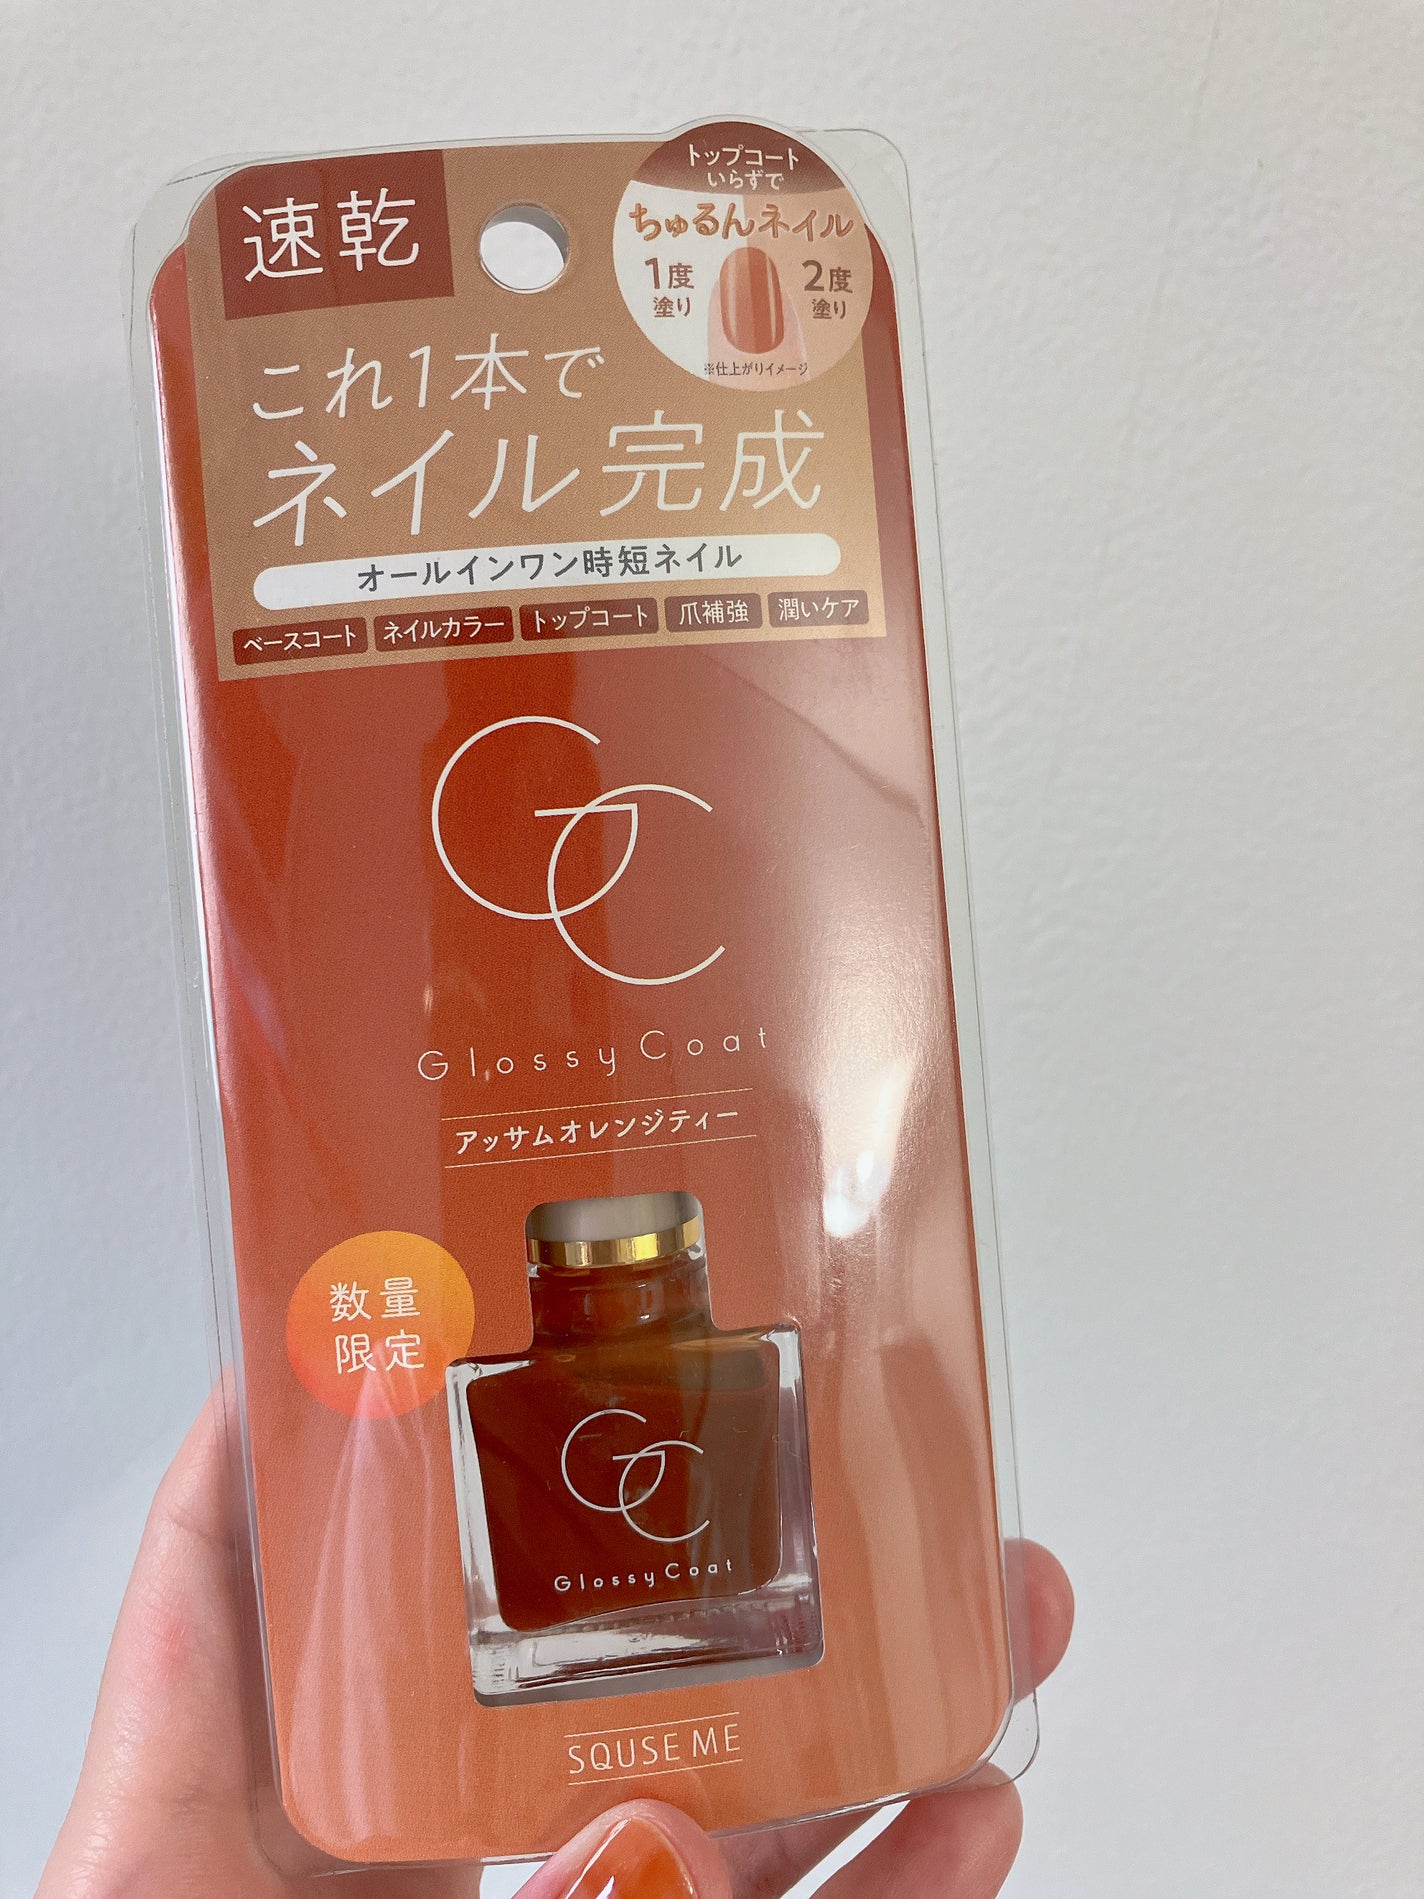 速乾
トップコート
いらずで
ちゅるんネイル
1度
塗り
2度
塗り
※仕上がりイメージ
これ1本で
ネイル完成
オールインワン時短ネイル
ベースコート ネイルカラー トップコート 爪補強 潤いケア
GC
Glossy Coat
アッサムオレンジティー
数量
限定
GC
Glossy Coat
SQUSE ME